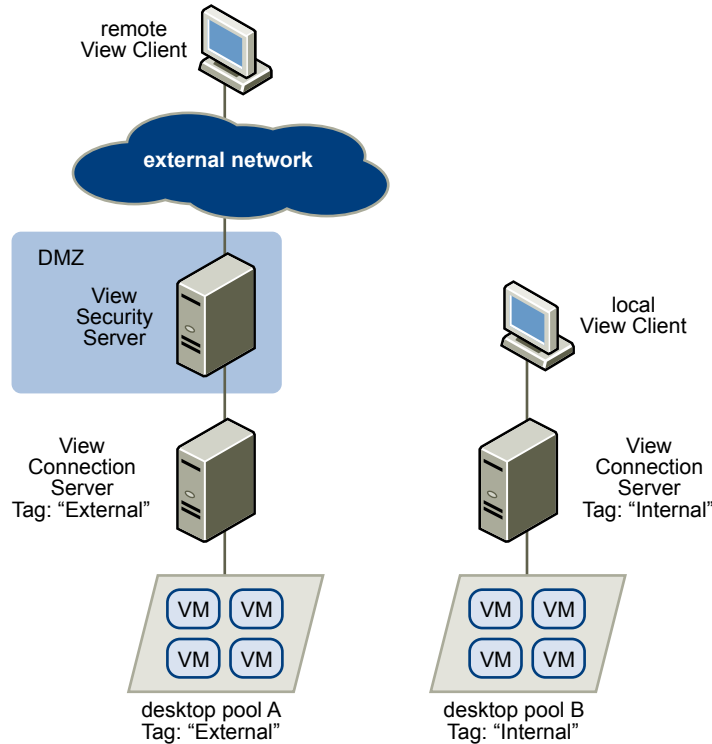 remote
View Client
external network
DMZ
View
Security
Server
local
View Client
View
Connection
Server
Tag: “External”
View
Connection
Server
Tag: “Internal”
VM VM
VM VM
VM VM
VM VM
desktop pool A
Tag: “External”
desktop pool B
Tag: “Internal”